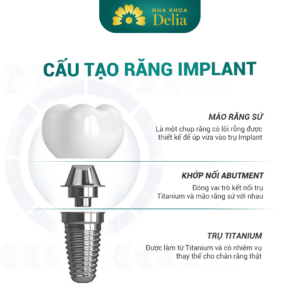 NHA KHOA
Delia
CẤU TẠO RĂNG IMPLANT
MÃO RĂNG SỨ
Là một chụp răng có lõi rỗng được
thiết kế để úp vừa vào trụ Implant
KHỚP NỐI ABUTMENT
Đóng vai trò kết nối trụ
Titanium và mão răng sứ với nhau
TRỤ TITANIUM
Được làm từ Titanium và có nhiệm vụ
thay thế cho chân răng thật